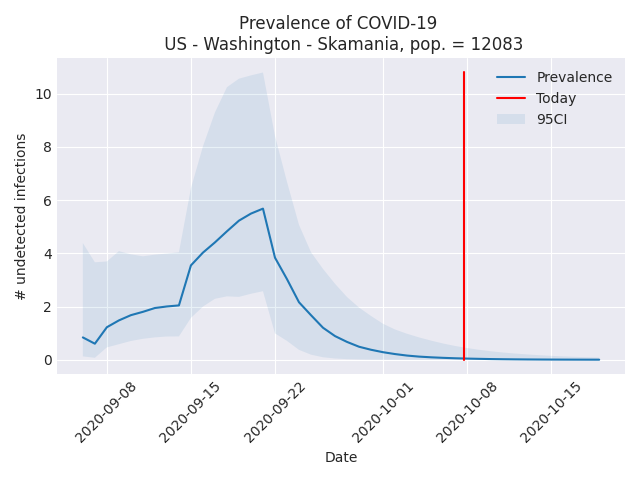 Prevalence of COVID-19
US - Washington - Skamania, pop. = 12083
Prevalence
Today
95CI
# undetected infections
10
8
6
4
2
0
2020-09-08
2020-09-15
2020-09-22
2020-10-01
2020-10-08
2020-10-15
Date